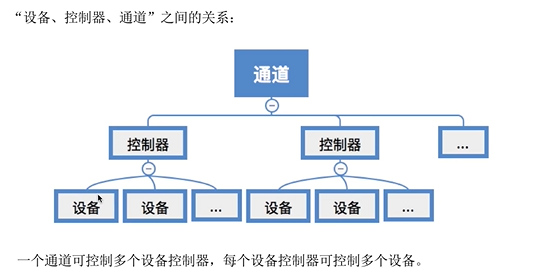 “设备、控制器、通道”之间的关系：
通道
控制器
控制器
...
设备
设备
...
设备
设备
...
一个通道可控制多个设备控制器，每个设备控制器可控制多个设备。